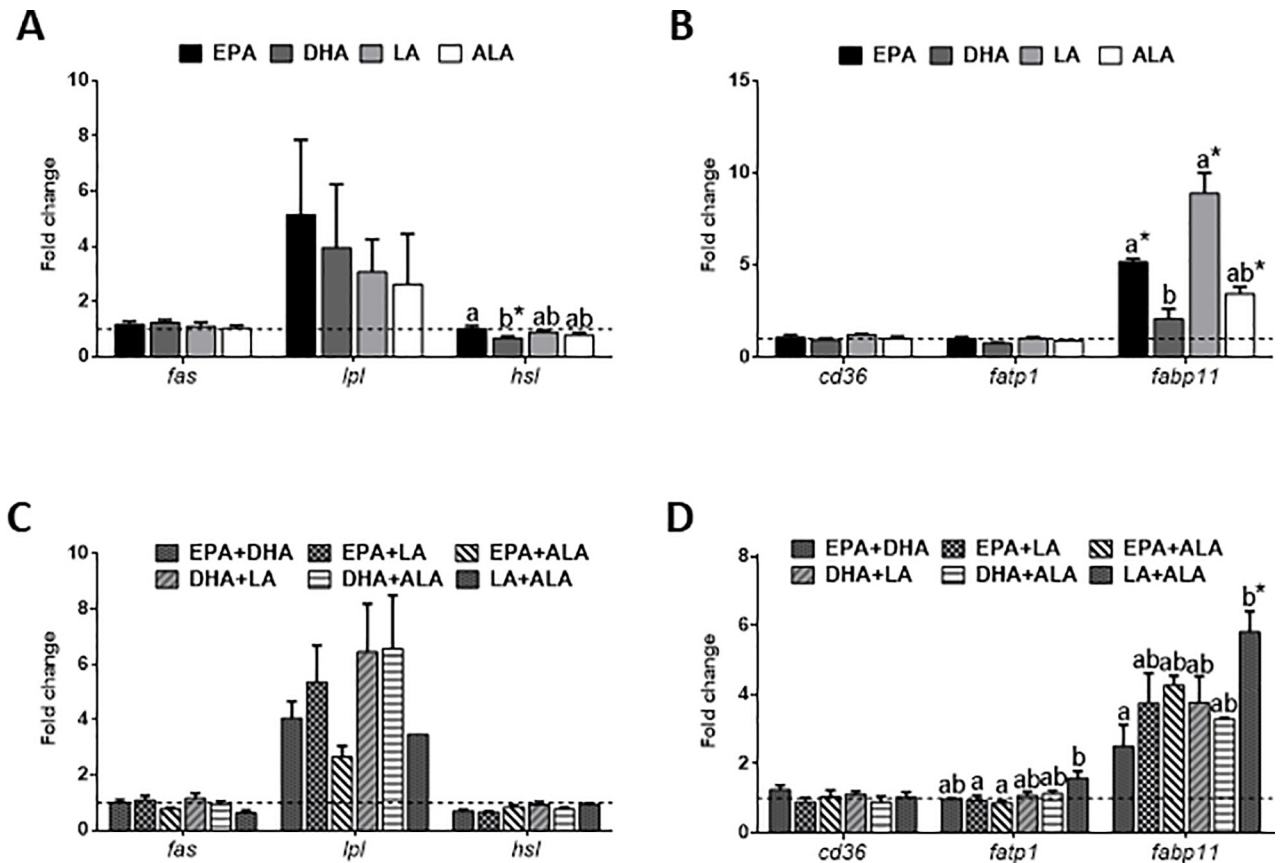 A
EPA DHA LA ALA
Fold change
10
8
6
4
2
0
a b* ab ab
fas lpl hsl
B
EPA DHA LA ALA
Fold change
15
10
5
0
a* b a* ab*
cd36 fatp1 fabp11
C
EPA+DHA EPA+LA EPA+ALA
DHA+LA DHA+ALA LA+ALA
Fold change
10
8
6
4
2
0
fas lpl hsl
D
EPA+DHA EPA+LA EPA+ALA
DHA+LA DHA+ALA LA+ALA
Fold change
8
6
4
2
0
ab a a ab ab b
a ab ab ab ab b*
cd36 fatp1 fabp11